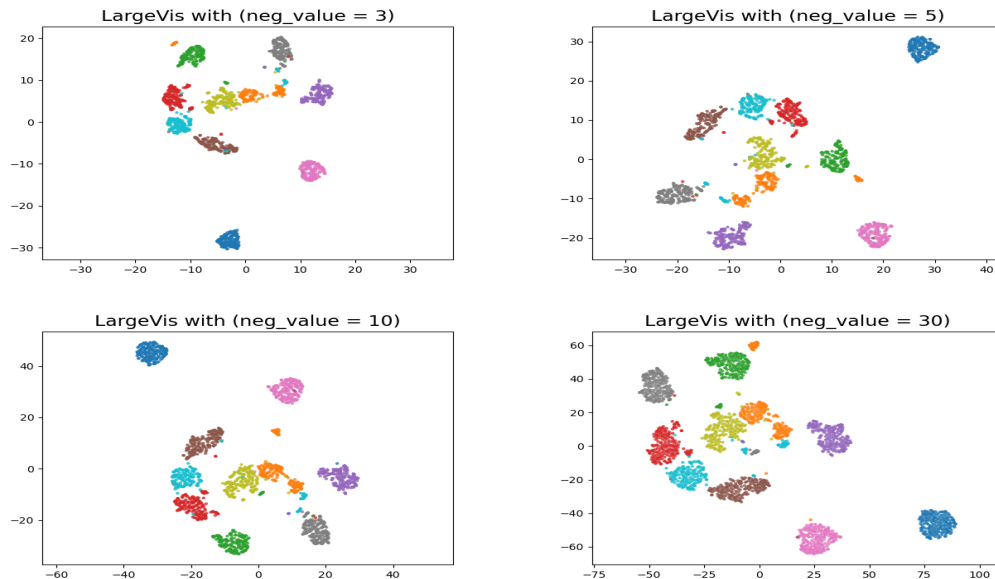 LargeVis with (neg_value = 3)
20
10
0
−10
−20
−30
−30 −20 −10 0 10 20 30
LargeVis with (neg_value = 5)
30
20
10
0
−10
−20
−30 −20 −10 0 10 20 30 40
LargeVis with (neg_value = 10)
40
20
0
−20
−60 −40 −20 0 20 40
LargeVis with (neg_value = 30)
60
40
20
0
−20
−40
−60
−75 −50 −25 0 25 50 75 100